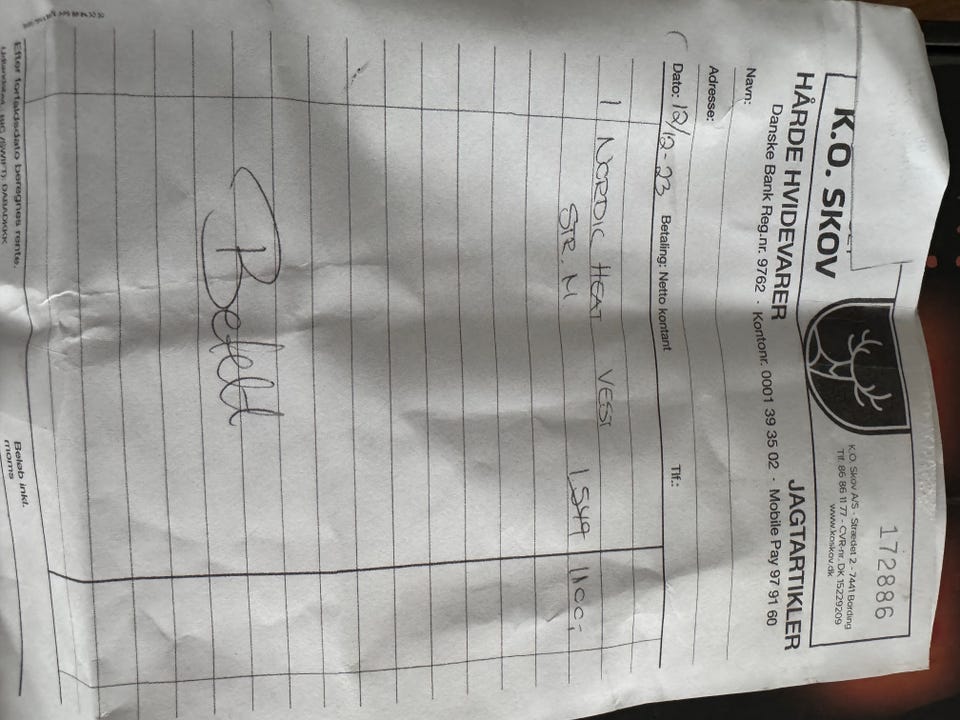 172886
K.O. SKOV
K.O. Skov A/S - Strædet 2 - 7441 Bording
Tlf. 86 86 11 77 - CVR-nr. DK 15229209
www.koskov.dk
HÅRDE HVIDEVARER JAGTARTIKLER
Danske Bank Reg.nr. 9762 · Kontonr. 0001 39 35 02 · Mobile Pay 97 91 60
Navn:
Adresse:
Tlf.:
Dato: 12/12-23 Betaling: Netto kontant
1 NORDIC HEAT VEST
STR. M 1,549
Betalt
Beløb inkl.
moms
Efter forfaldsdato beregnes rente.